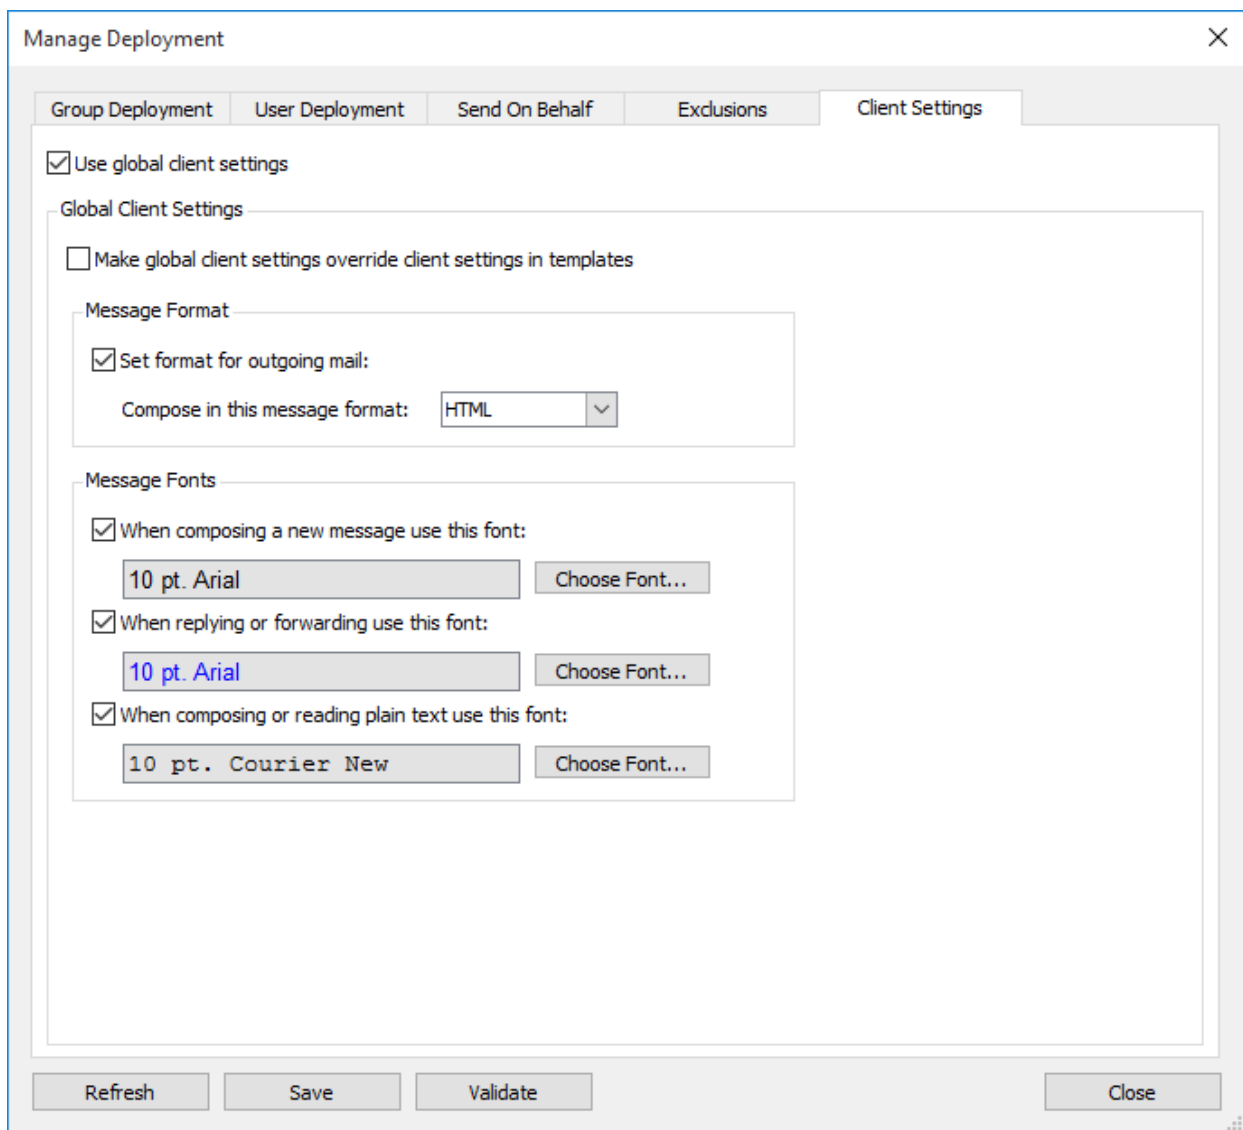 Manage Deployment
Group Deployment User Deployment Send On Behalf Exclusions Client Settings
Use global client settings
Global Client Settings
Make global client settings override client settings in templates
Message Format
Set format for outgoing mail:
Compose in this message format: HTML
Message Fonts
When composing a new message use this font:
10 pt. Arial Choose Font...
When replying or forwarding use this font:
10 pt. Arial Choose Font...
When composing or reading plain text use this font:
10 pt. Courier New Choose Font...
Refresh Save Validate Close